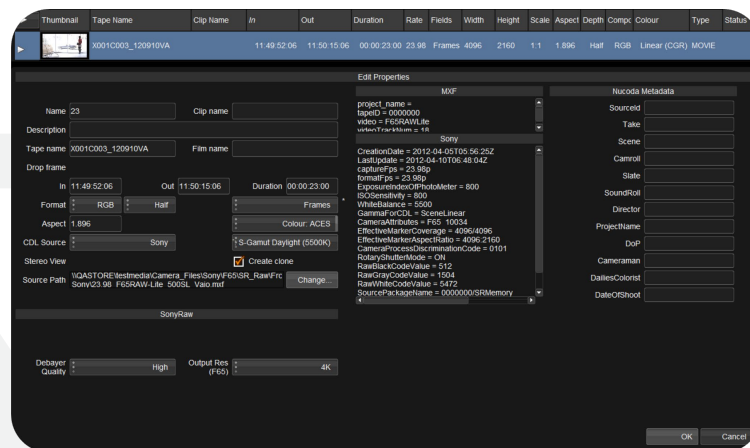 Thumbnail Tape Name Clip Name In Out Duration Rate Fields Width Height Scale Aspect Depth Compc Colour Type Status
X001C003_120910VA 11:49:52:06 11:50:15:06 00:00:23:00 23.98 Frames 4096 2160 1:1 1.896 Half RGB Linear (CGR) MOVIE
Edit Properties
Name 23 Clip name
Description
Tape name X001C003_120910VA Film name
Drop frame
In 11:49:52:06 Out 11:50:15:06 Duration 00:00:23:00
Format RGB Half Frames *
Aspect 1.896 Colour: ACES
CDL Source Sony S-Gamut Daylight (5500K)
Stereo View Create clone
Source Path \\QASTORE\testmedia\Camera_Files\Sony\F65\SR_Raw\Frc
Sony\23.98_F65RAW-Lite_500SL_Vaio.mxf Change...
SonyRaw
Debayer Quality High Output Res (F65) 4K
MXF
project_name =
tapeID = 0000000
video = F65RAWLite
videoTrackNum = 18
Sony
CreationDate = 2012-04-05T05:56:25Z
LastUpdate = 2012-04-10T06:48:04Z
captureFps = 23.98p
formatFps = 23.98p
ExposureIndexOfPhotoMeter = 800
ISOSensitivity = 800
WhiteBalance = 5500
GammaForCDL = SceneLinear
CameraAttributes = F65 10034
EffectiveMarkerCoverage = 4096/4096
EffectiveMarkerAspectRatio = 4096:2160
CameraProcessDiscriminationCode = 0101
RotaryShutterMode = ON
RawBlackCodeValue = 512
RawGrayCodeValue = 1504
RawWhiteCodeValue = 5472
SourcePackageName = 0000000/SRMemory
Nucoda Metadata
Sourceid
Take
Scene
Camroll
Slate
SoundRoll
Director
ProjectName
DoP
Cameraman
DailiesColorist
DateOfShoot
OK Cancel